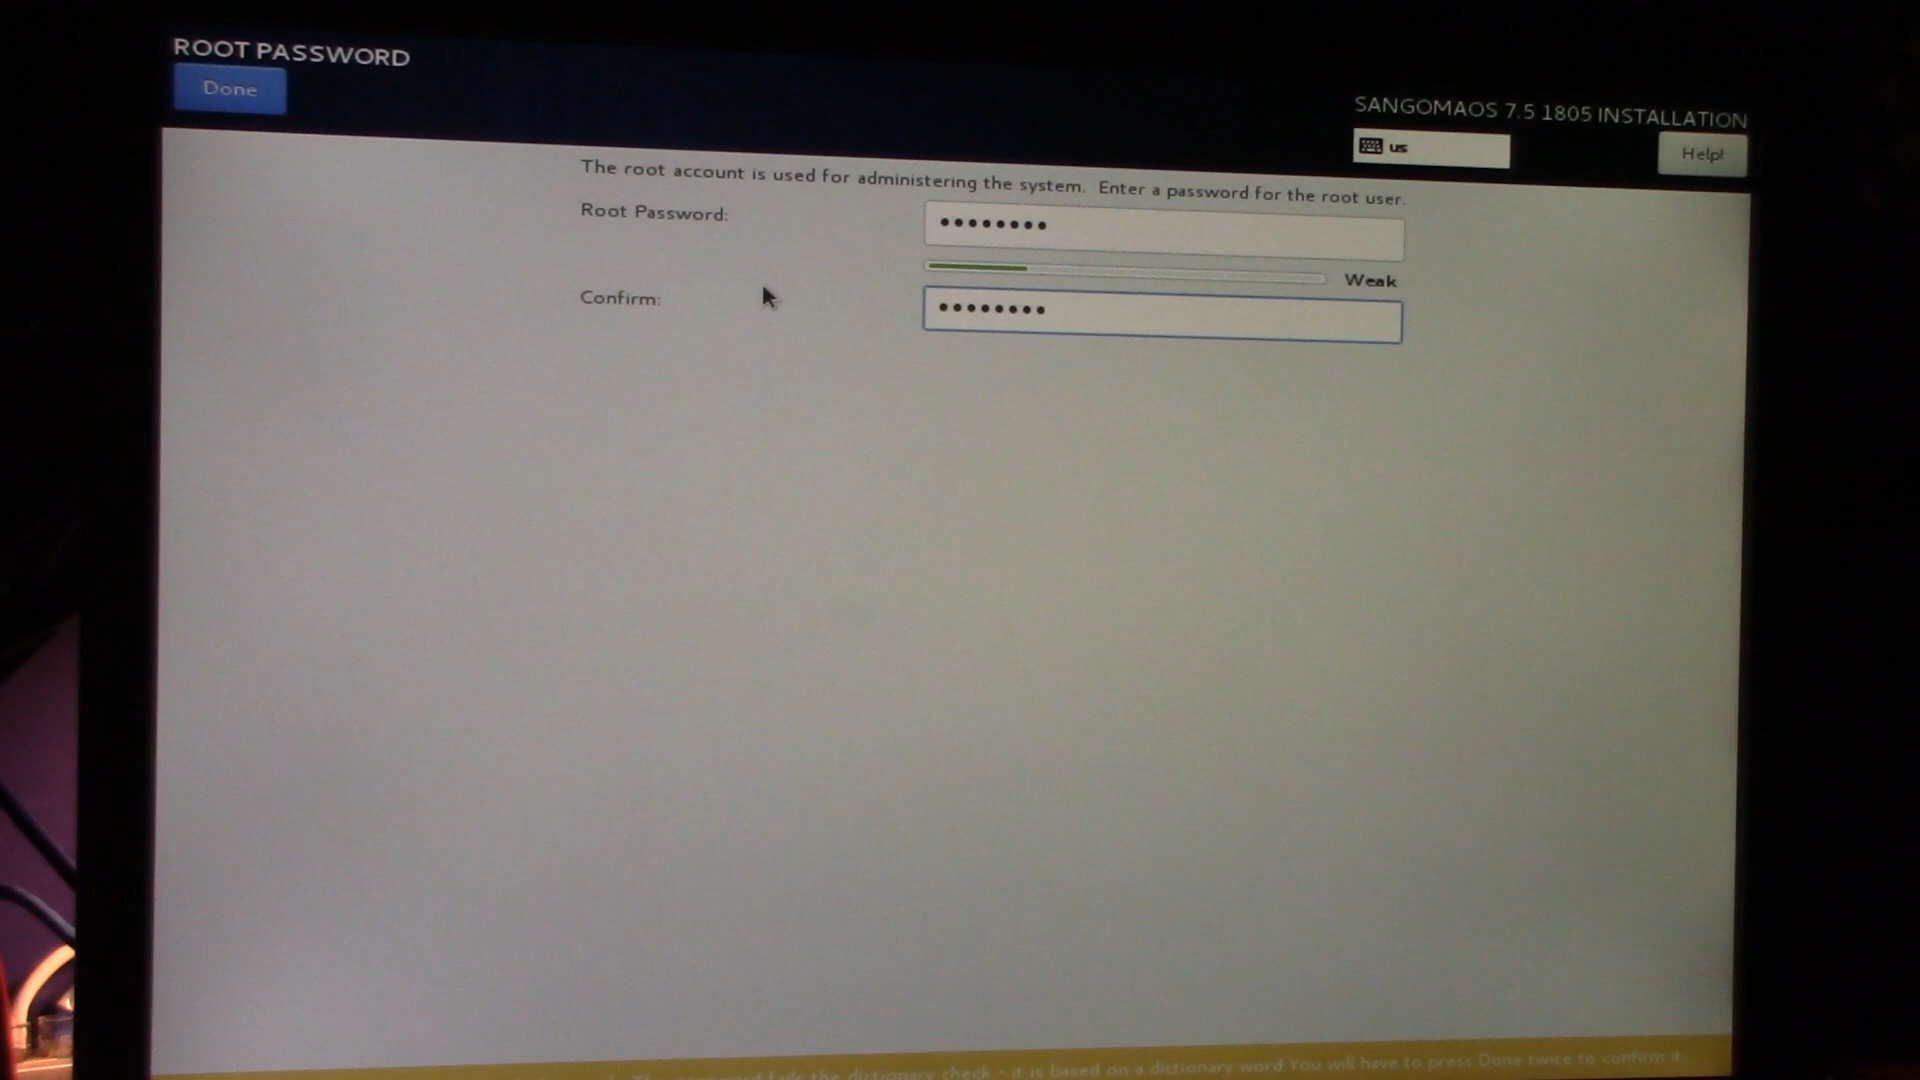 ROOT PASSWORD
Done
SANGOMAOS 7.5 1805 INSTALLATION
us
Help!
The root account is used for administering the system. Enter a password for the root user.
Root Password:
••••••••
Weak
Confirm:
••••••••
The password fails the dictionary check - it is based on a dictionary word You will have to press Done twice to confirm it